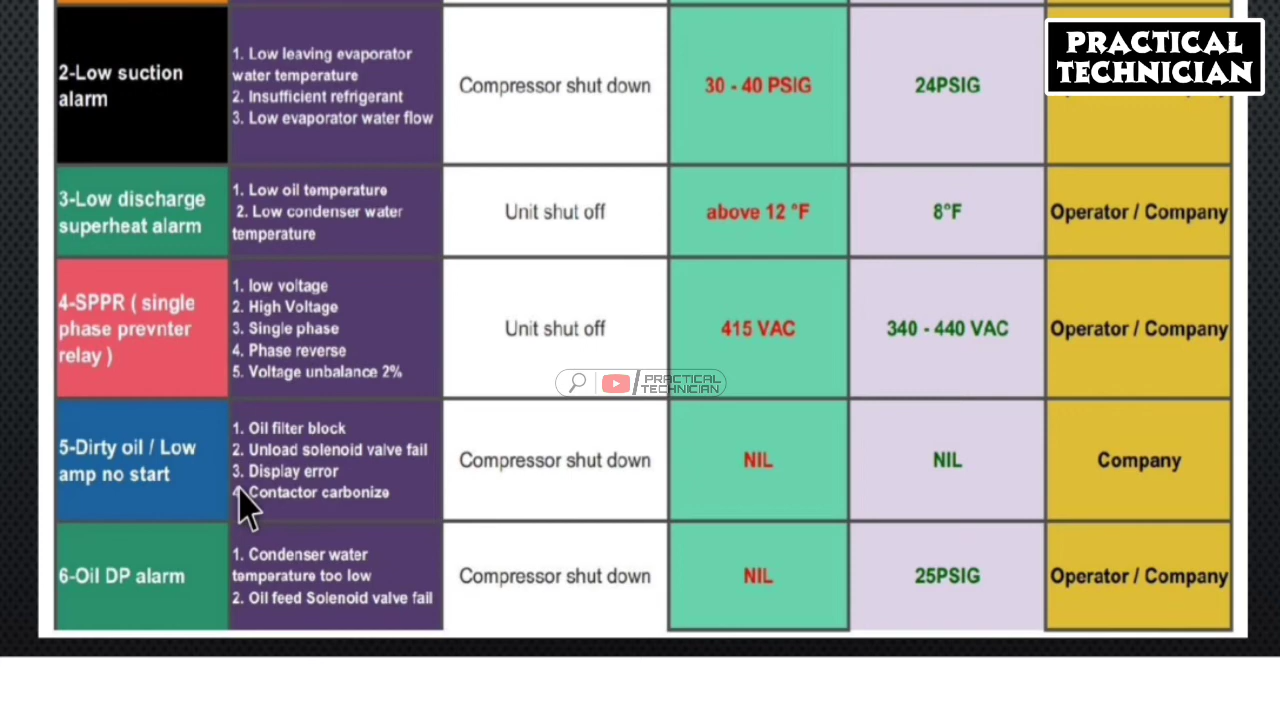 PRACTICAL
TECHNICIAN
2-Low suction
alarm
1. Low leaving evaporator
water temperature
2. Insufficient refrigerant
3. Low evaporator water flow
Compressor shut down
30 - 40 PSIG
24PSIG
3-Low discharge
superheat alarm
1. Low oil temperature
2. Low condenser water
temperature
Unit shut off
above 12 °F
8°F
Operator / Company
4-SPPR ( single
phase prevnter
relay )
1. low voltage
2. High Voltage
3. Single phase
4. Phase reverse
5. Voltage unbalance 2%
Unit shut off
415 VAC
340 - 440 VAC
Operator / Company
PRACTICAL
TECHNICIAN
5-Dirty oil / Low
amp no start
1. Oil filter block
2. Unload solenoid valve fail
3. Display error
4. Contactor carbonize
Compressor shut down
NIL
NIL
Company
6-Oil DP alarm
1. Condenser water
temperature too low
2. Oil feed Solenoid valve fail
Compressor shut down
NIL
25PSIG
Operator / Company